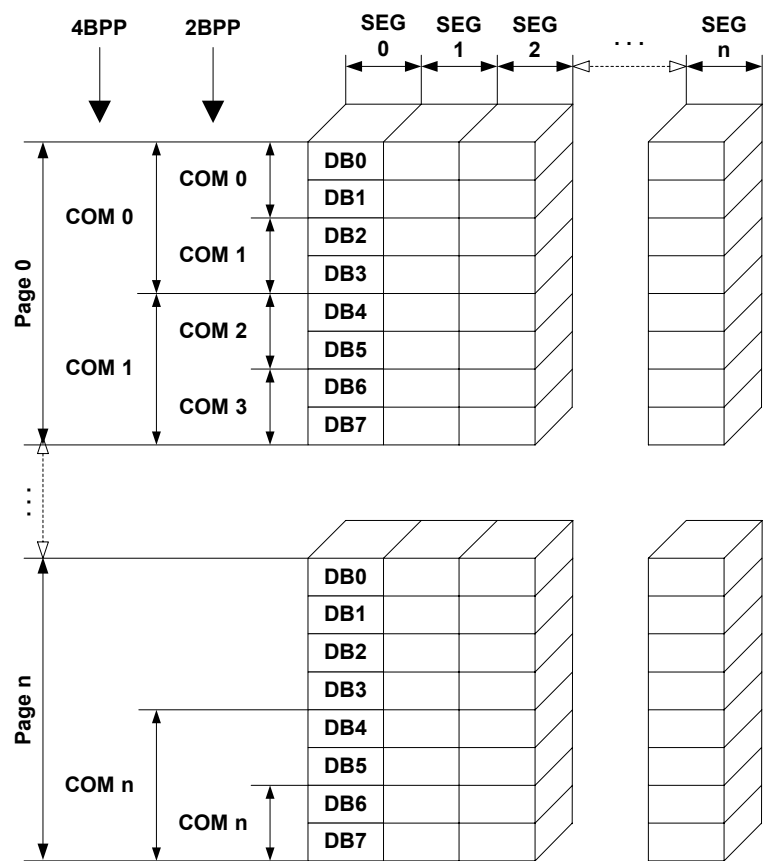 4BPP 2BPP SEG 0 SEG 1 SEG 2 . . . SEG n
Page 0
COM 0
COM 1
COM 0
COM 1
COM 2
COM 3
DB0
DB1
DB2
DB3
DB4
DB5
DB6
DB7
. . .
Page n
COM n
COM n
DB0
DB1
DB2
DB3
DB4
DB5
DB6
DB7